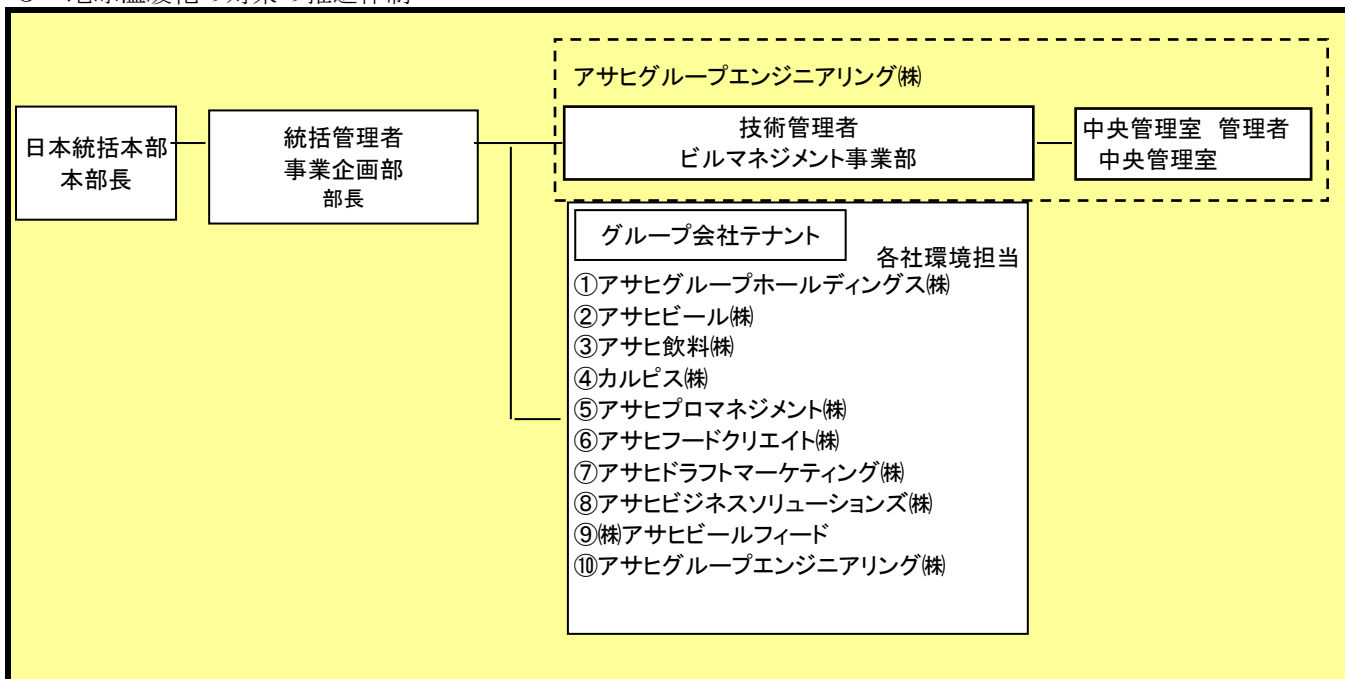 日本統括本部
本部長
統括管理者
事業企画部
部長
アサヒグループエンジニアリング㈱
技術管理者
ビルマネジメント事業部
中央管理室 管理者
中央管理室
グループ会社テナント
各社環境担当
①アサヒグループホールディングス㈱
②アサヒビール㈱
③アサヒ飲料㈱
④カルピス㈱
⑤アサヒプロマネジメント㈱
⑥アサヒフードクリエイト㈱
⑦アサヒドラフトマーケティング㈱
⑧アサヒビジネスソリューションズ㈱
⑨㈱アサヒビールフィード
⑩アサヒグループエンジニアリング㈱